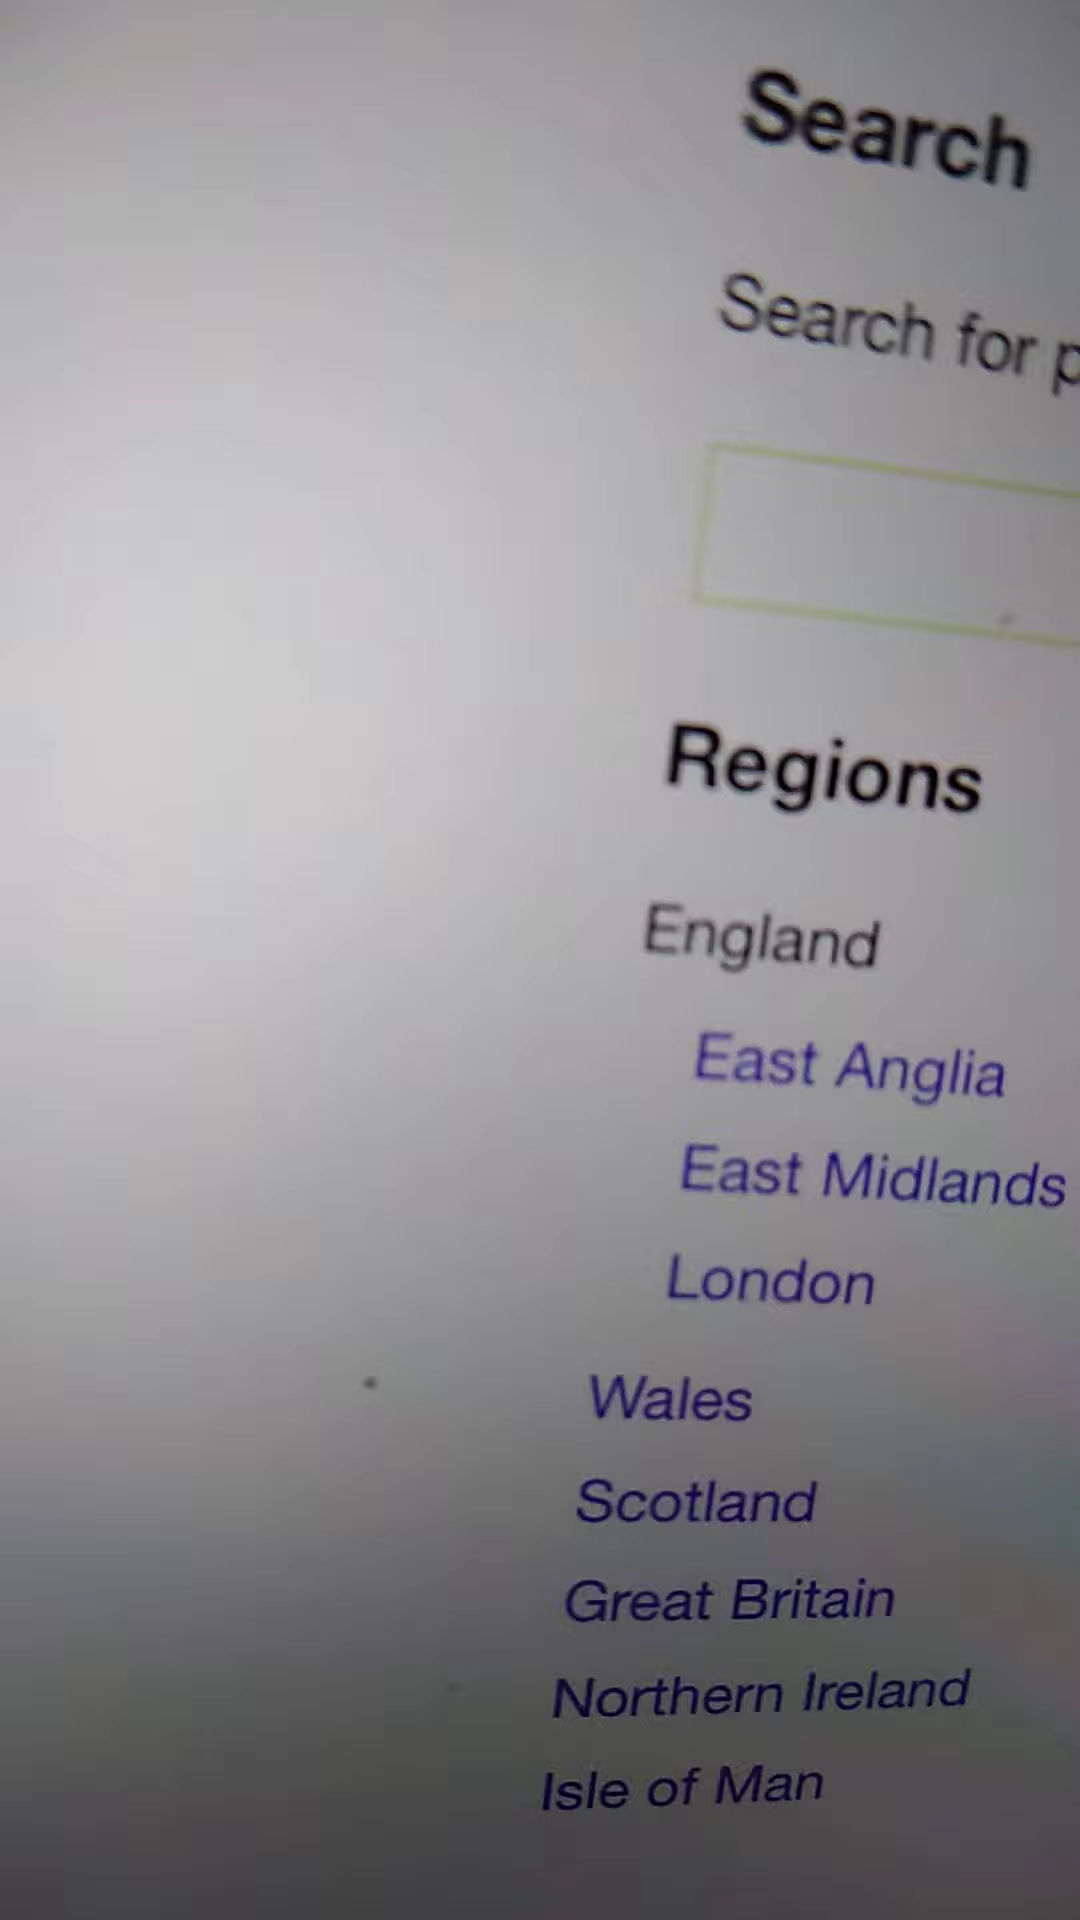 Search
Search for
Regions
England
East Anglia
East Midlands
London
Wales
Scotland
Great Britain
Northern Ireland
Isle of Man